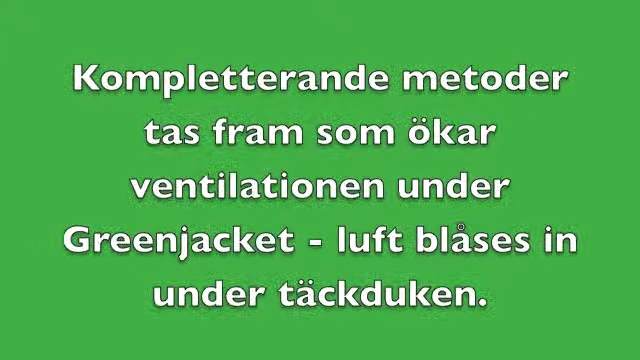 Kompletterande metoder
tas fram som ökar
ventilationen under
Greenjacket - luft blåses in
under täckduken.